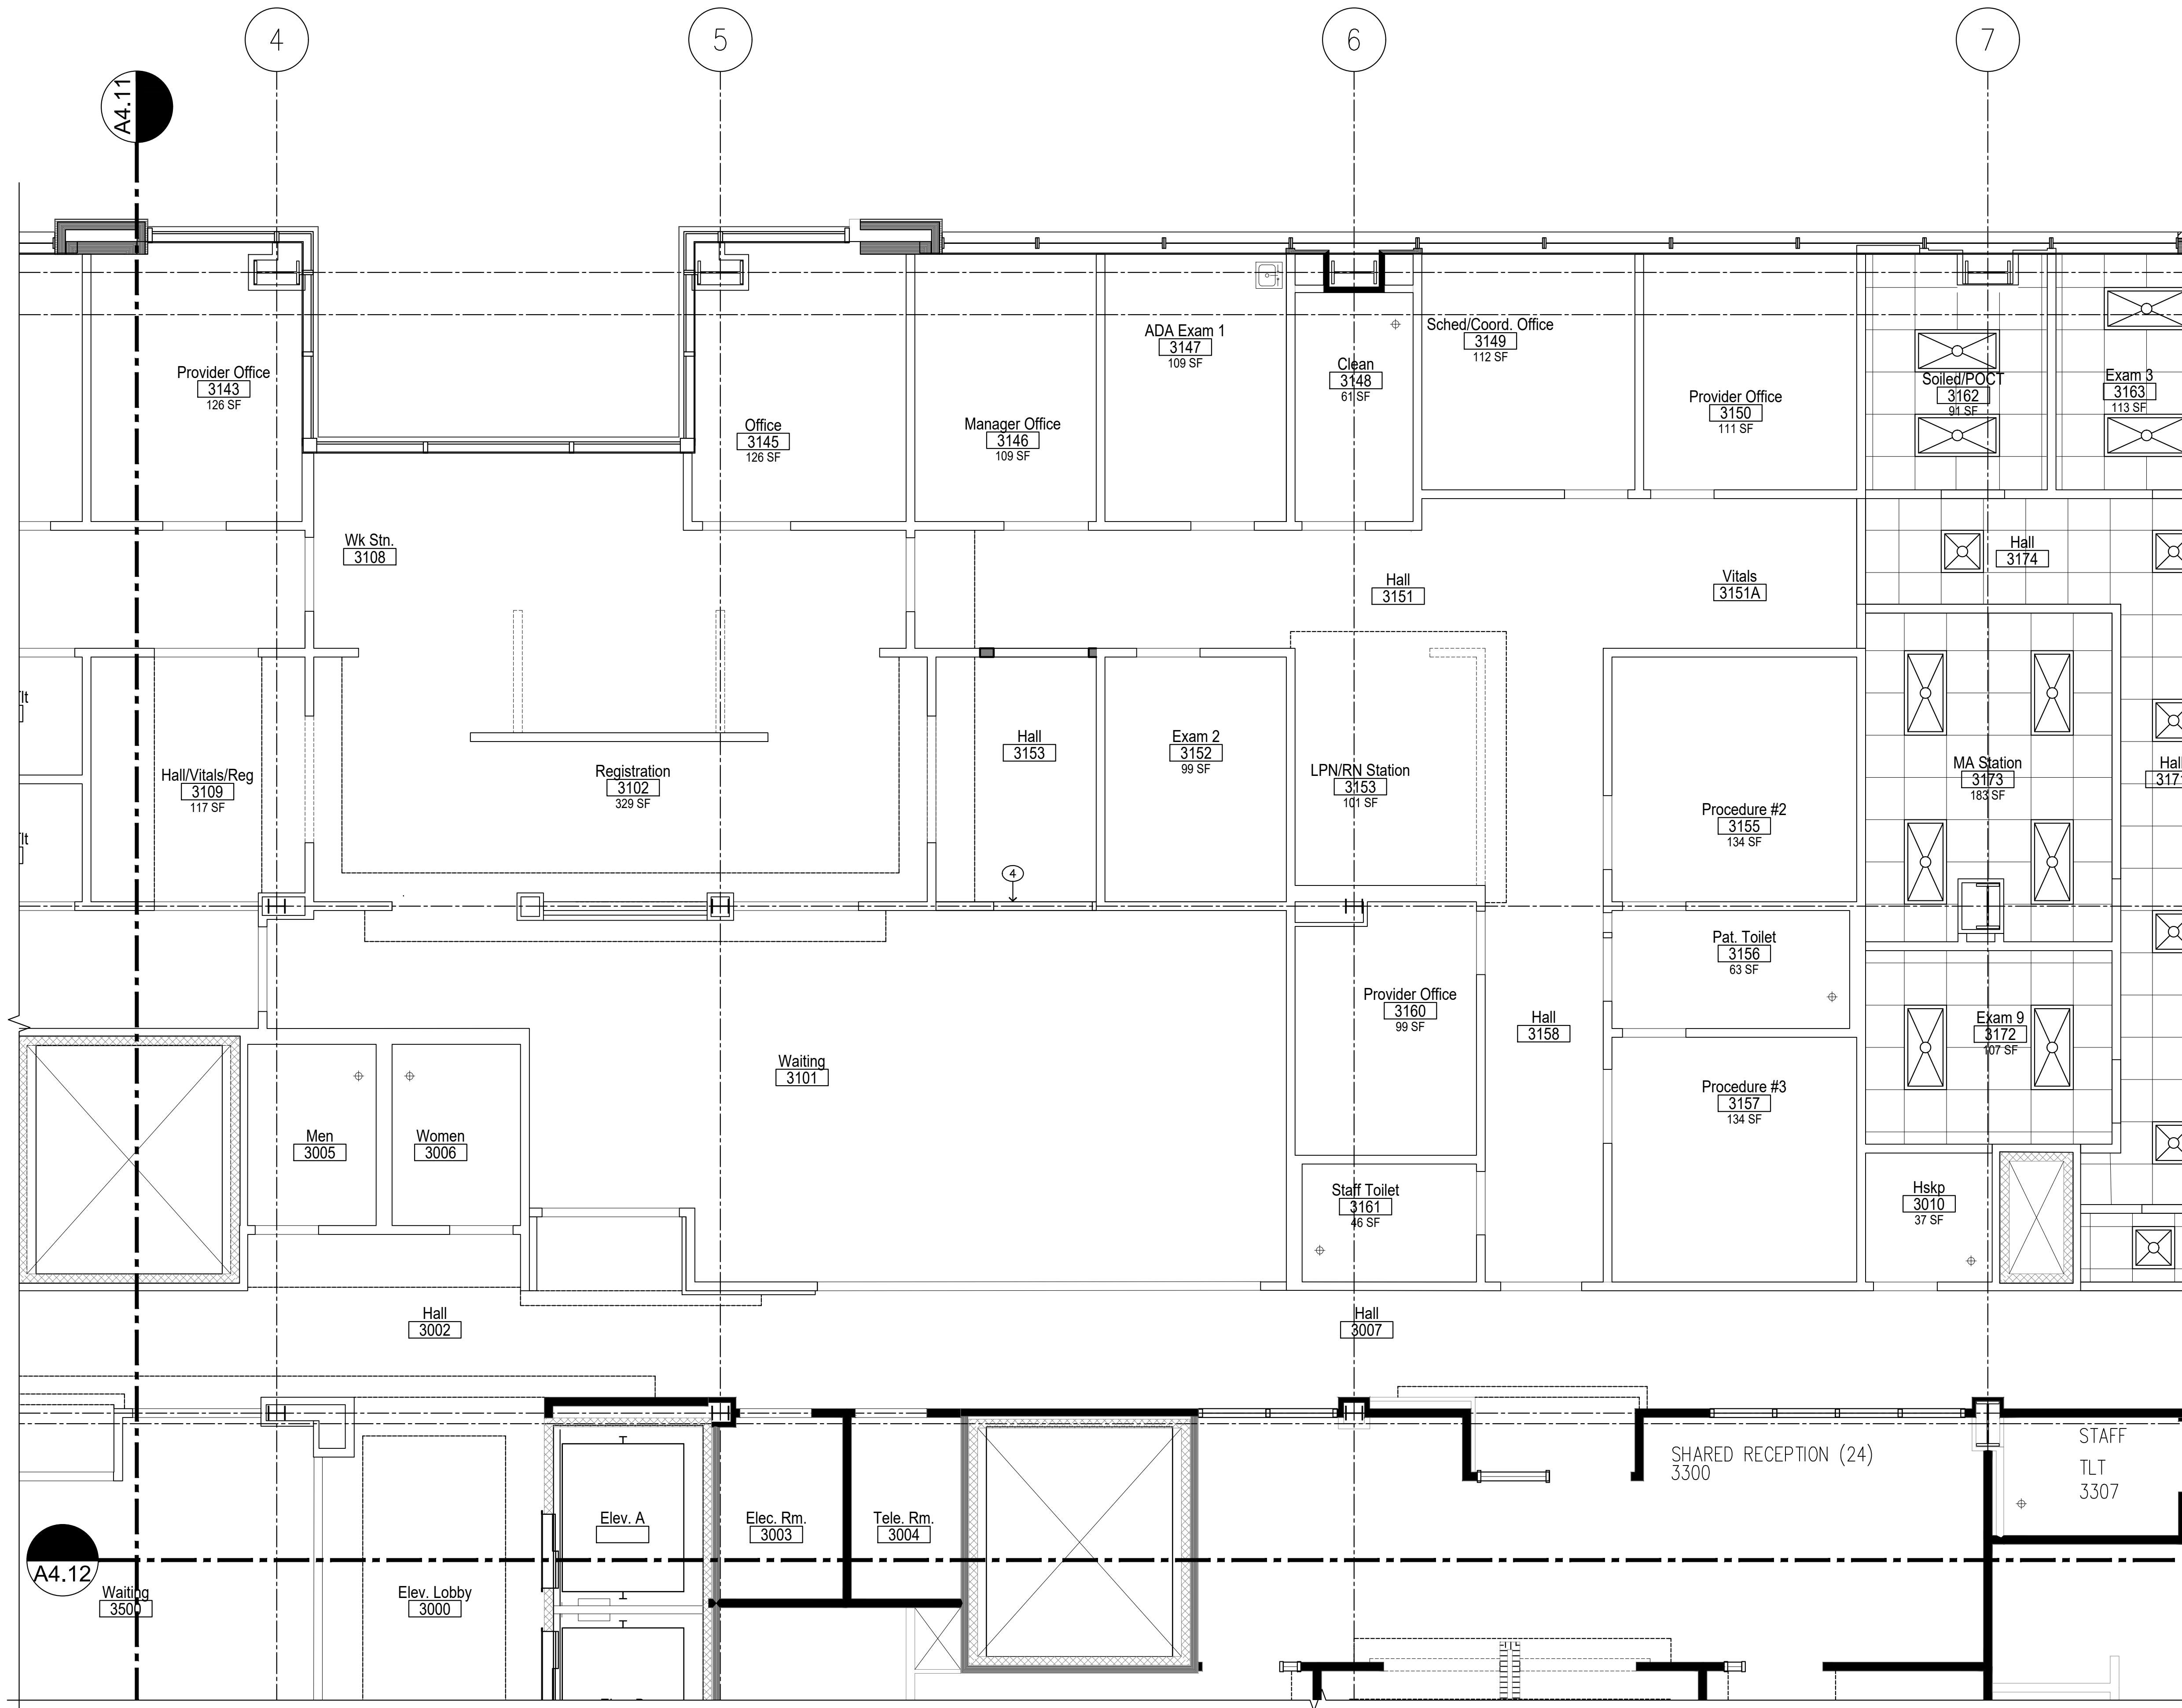 4
5
6
7
A4.11
Provider Office
3143
126 SF
Office
3145
126 SF
Manager Office
3146
109 SF
ADA Exam 1
3147
109 SF
Clean
3148
61 SF
Sched/Coord. Office
3149
112 SF
Provider Office
3150
111 SF
Soiled/POCT
3162
91 SF
Exam 3
3163
113 SF
Wk Stn.
3108
Hall
3151
Vitals
3151A
Hall
3174
Hall/Vitals/Reg
3109
117 SF
Registration
3102
329 SF
Hall
3153
4
Exam 2
3152
99 SF
LPN/RN Station
3153
101 SF
Procedure #2
3155
134 SF
MA Station
3173
183 SF
Pat. Toilet
3156
63 SF
Provider Office
3160
99 SF
Hall
3158
Exam 9
3172
107 SF
Waiting
3101
Men
3005
Women
3006
Procedure #3
3157
134 SF
Staff Toilet
3161
46 SF
Hskp
3010
37 SF
Hall
3002
Hall
3007
SHARED RECEPTION (24)
3300
STAFF
TLT
3307
Elev. A
Elec. Rm.
3003
Tele. Rm.
3004
A4.12
Waiting
3500
Elev. Lobby
3000